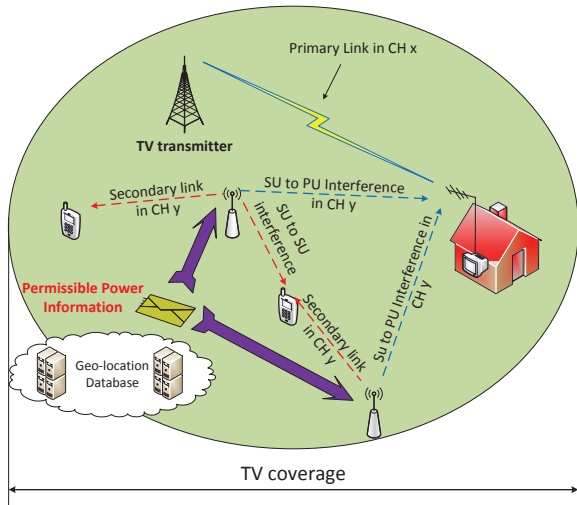 Primary Link in CH x
TV transmitter
Secondary link
in CH y
SU to PU Interference
in CH y
SU to SU
interference
Su to PU Interference in
CH y
Permissible Power
Information
Secondary link
in CH y
Geo-location
Database
TV coverage